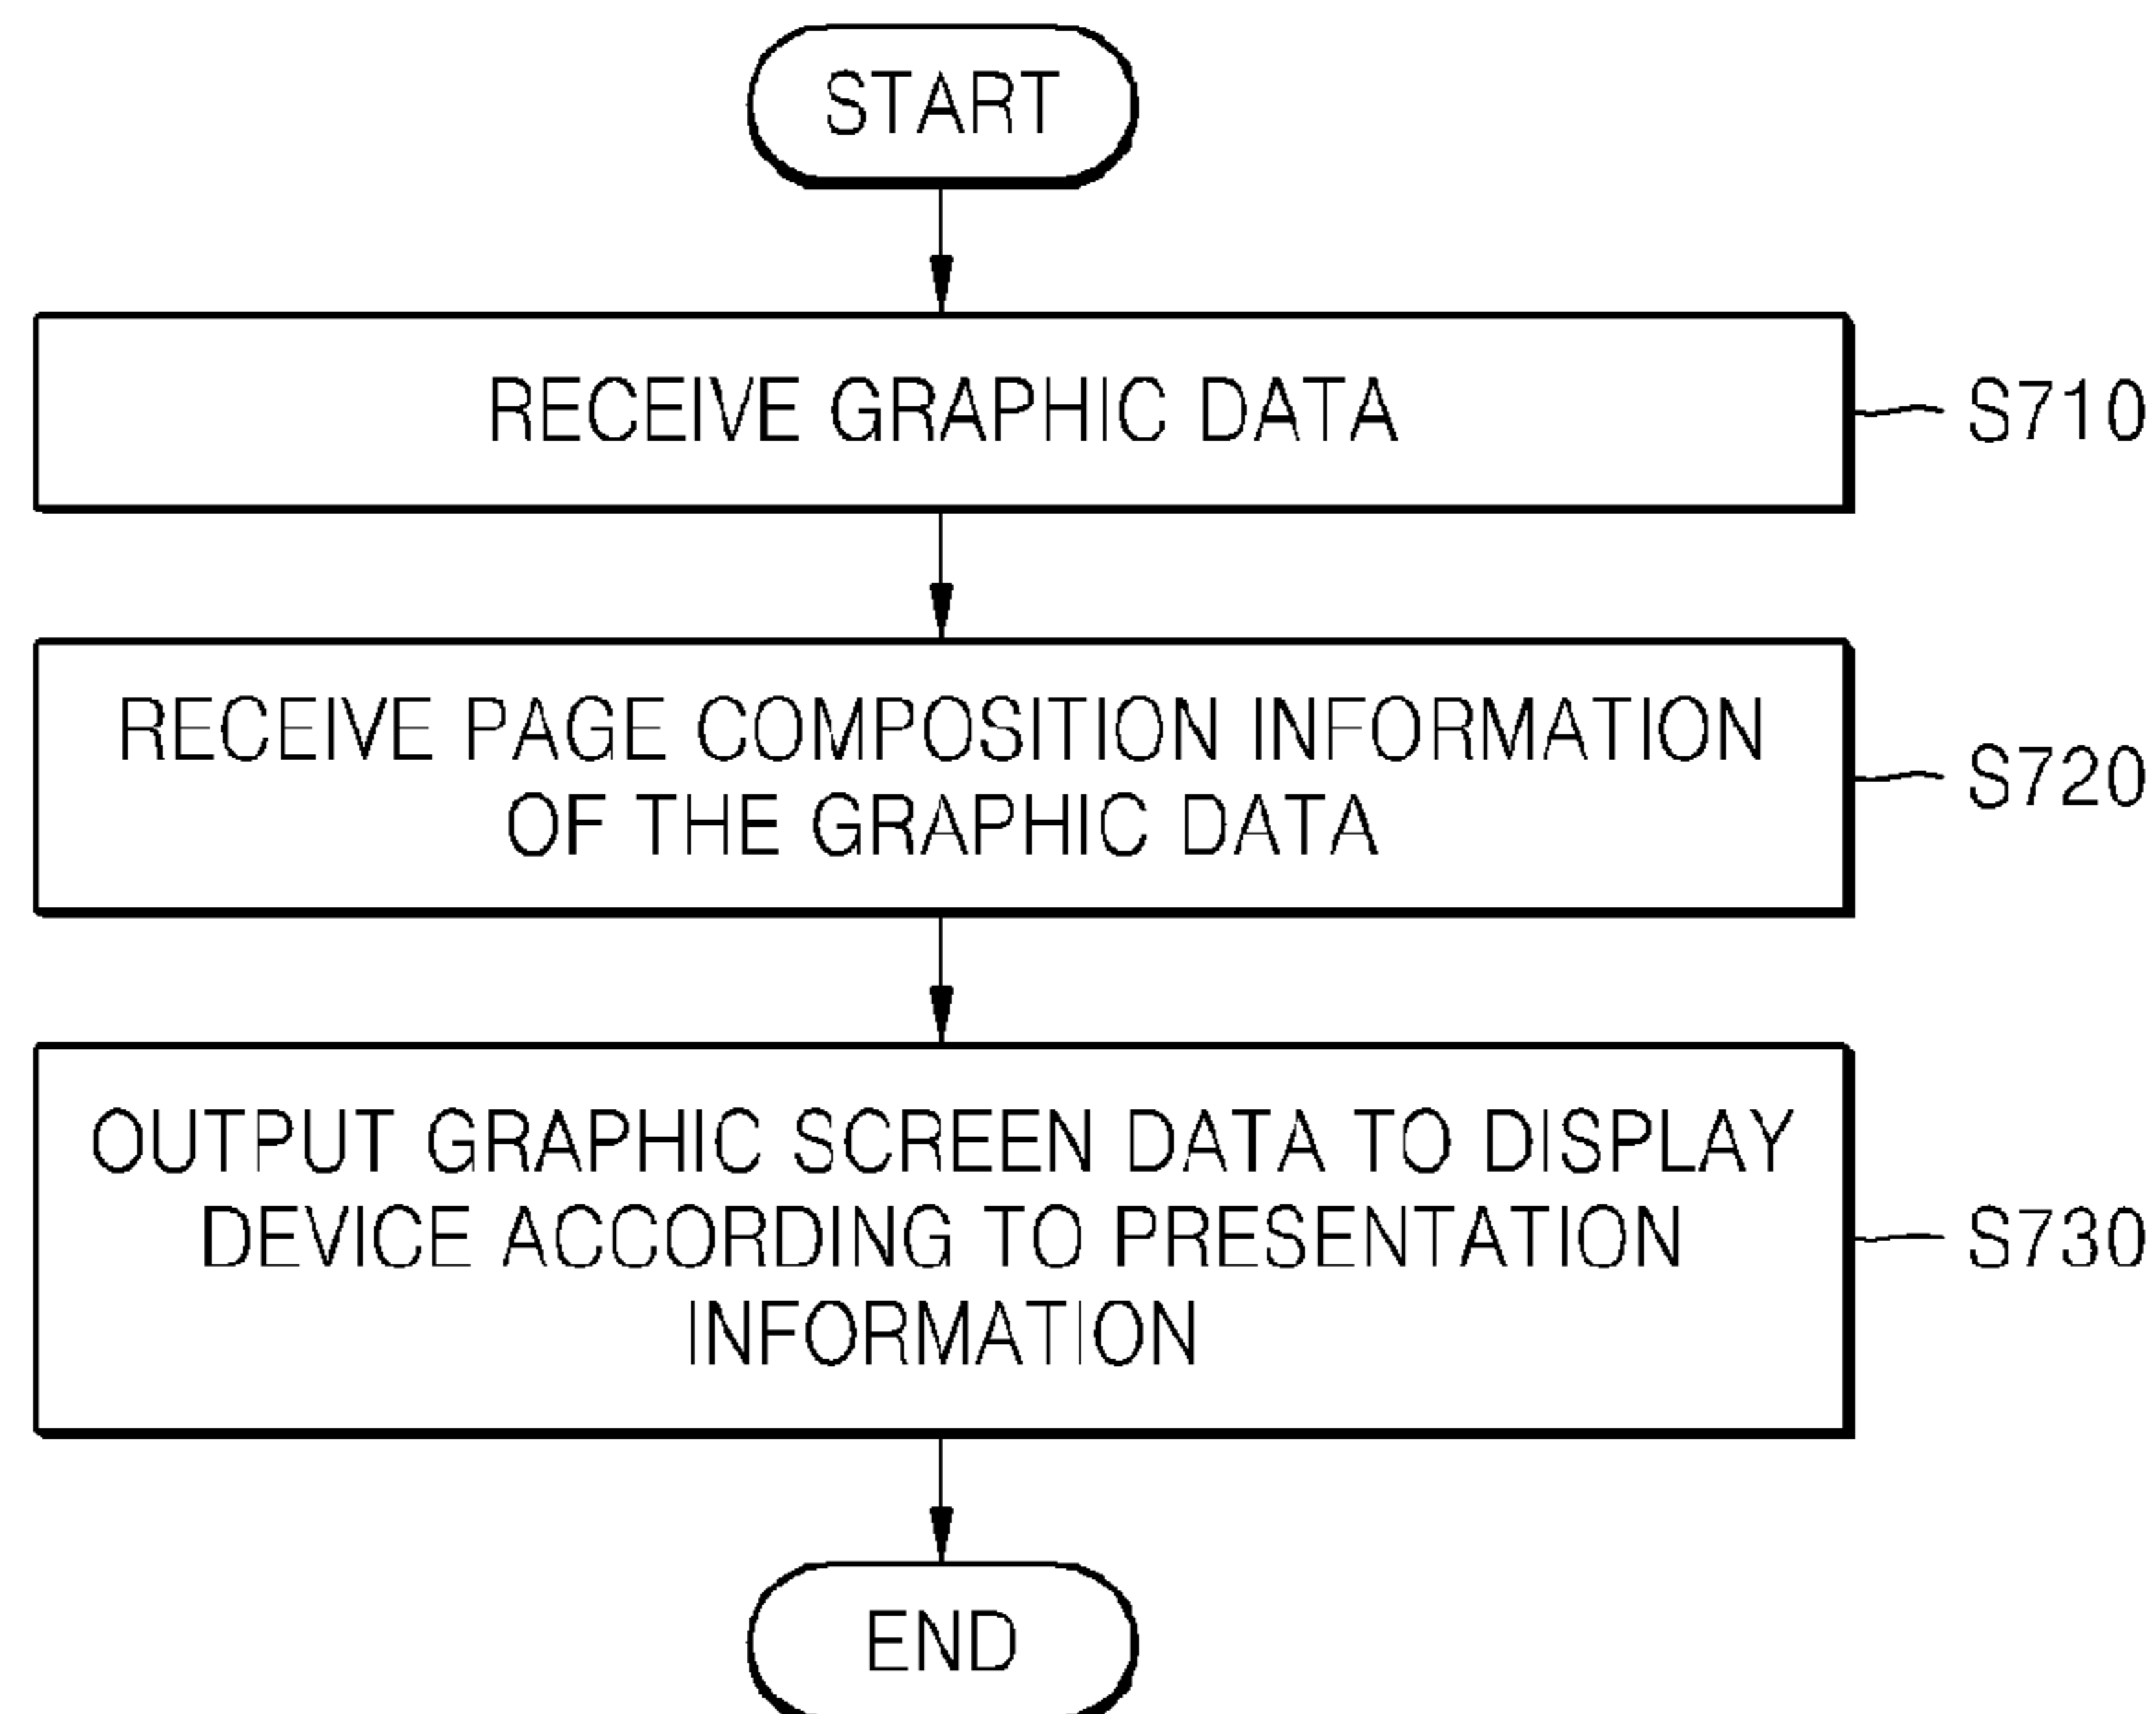 START
RECEIVE GRAPHIC DATA
S710
RECEIVE PAGE COMPOSITION INFORMATION
OF THE GRAPHIC DATA
S720
OUTPUT GRAPHIC SCREEN DATA TO DISPLAY
DEVICE ACCORDING TO PRESENTATION
INFORMATION
S730
END